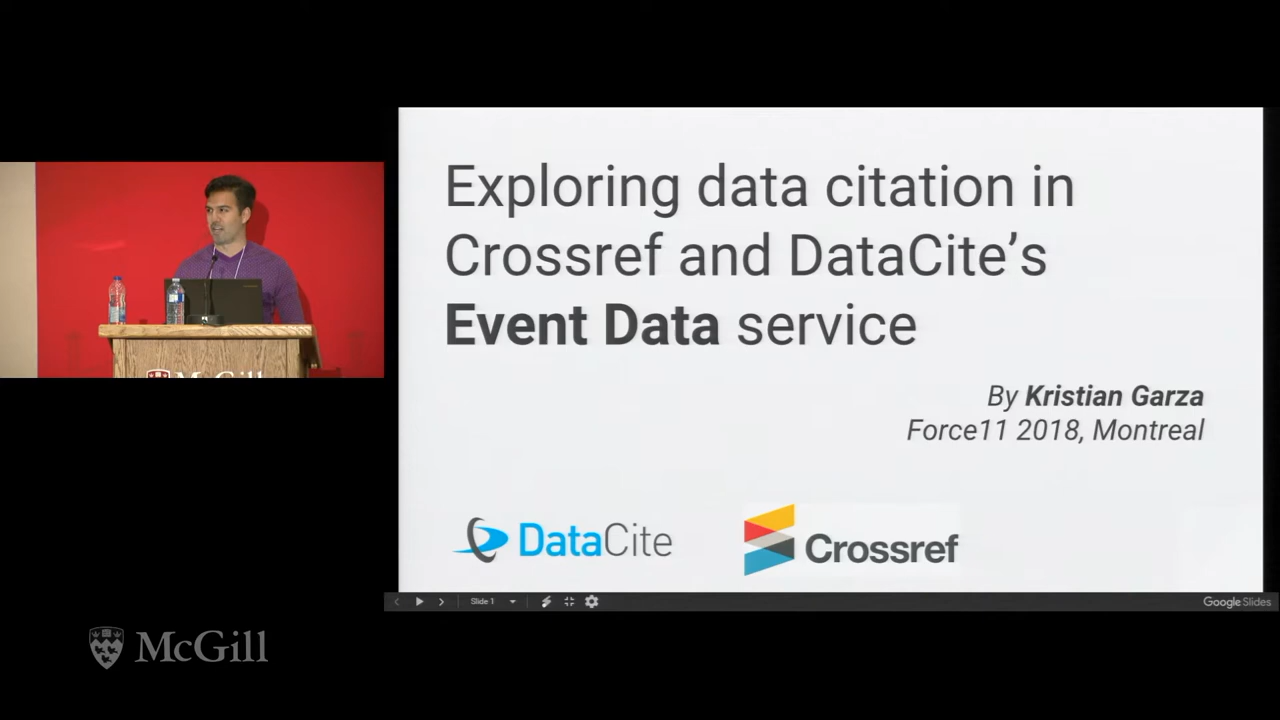 Exploring data citation in
Crossref and DataCite’s
Event Data service
By Kristian Garza
Force11 2018, Montreal
DataCite
Crossref
Slide 1
Google Slides
McGill
McGill